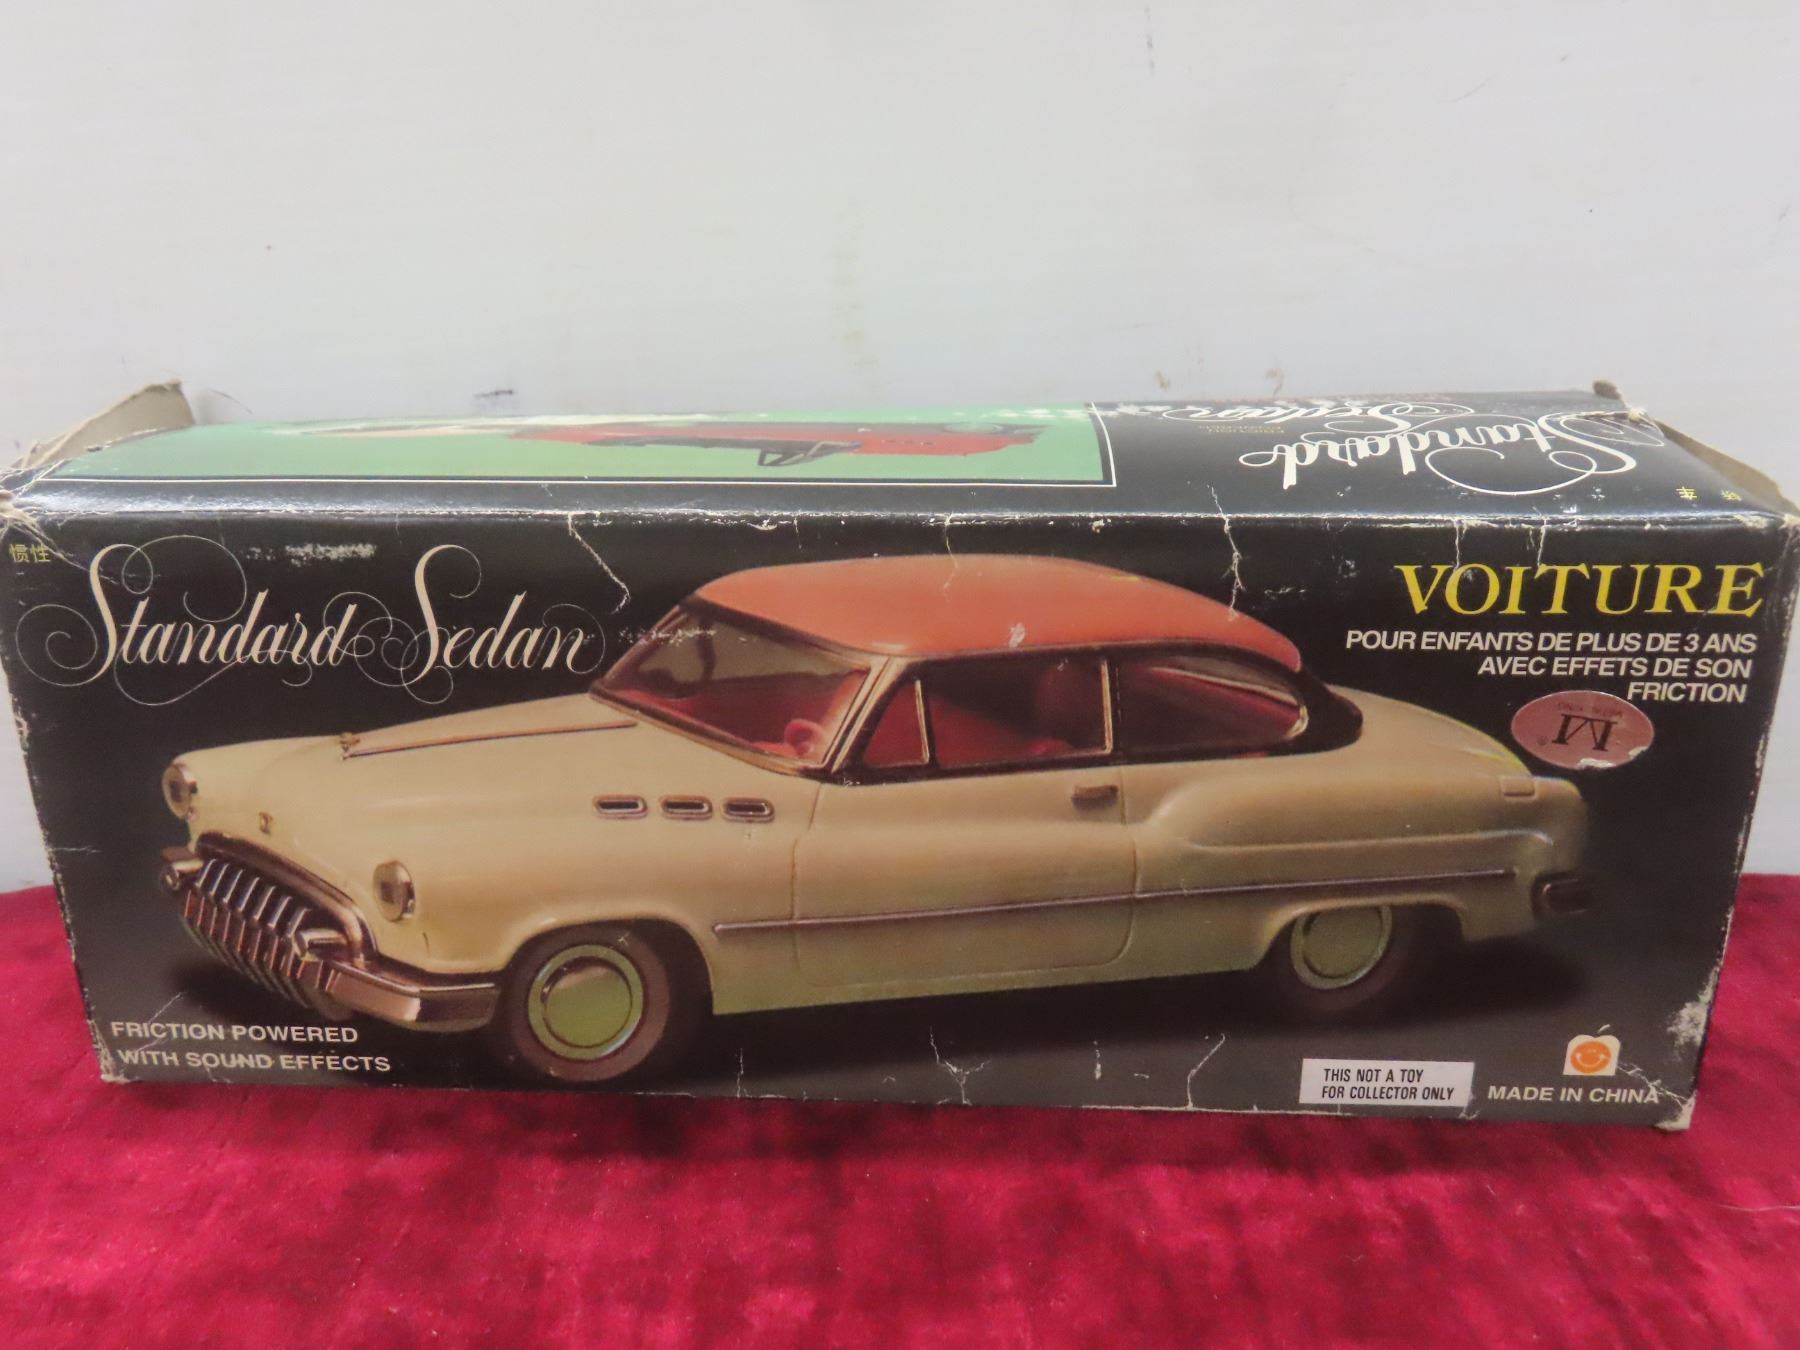 Standard
Sedan
惯性
Standard Sedan
VOITURE
POUR ENFANTS DE PLUS DE 3 ANS
AVEC EFFETS DE SON
FRICTION
M
FRICTION POWERED
WITH SOUND EFFECTS
THIS NOT A TOY
FOR COLLECTOR ONLY
MADE IN CHINA